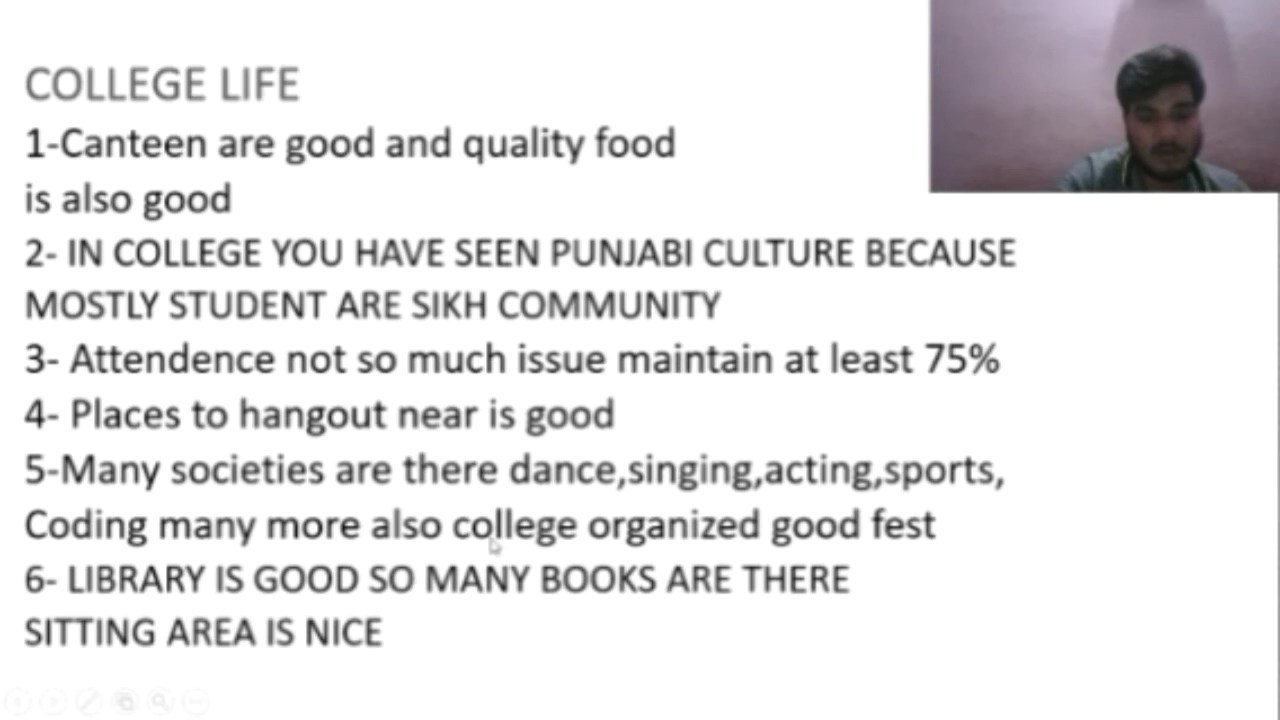 COLLEGE LIFE
1-Canteen are good and quality food
is also good
2- IN COLLEGE YOU HAVE SEEN PUNJABI CULTURE BECAUSE
MOSTLY STUDENT ARE SIKH COMMUNITY
3- Attendence not so much issue maintain at least 75%
4- Places to hangout near is good
5-Many societies are there dance,singing,acting,sports,
Coding many more also college organized good fest
6- LIBRARY IS GOOD SO MANY BOOKS ARE THERE
SITTING AREA IS NICE